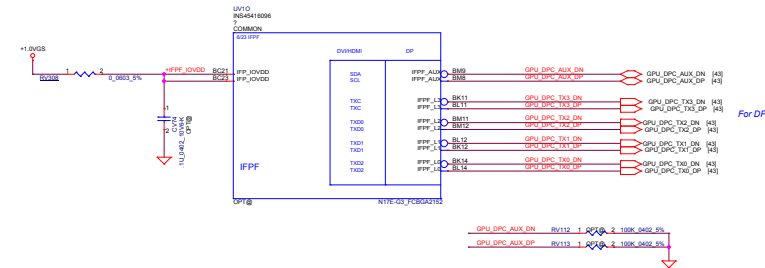 UV1O
INS45416096
?
COMMON
6/23 IFPF
+1.0VGS
DVI/HDMI DP
1 2 +IFPF_IOVDD BC21 IFP_IOVDD
RV308 0_0603_5% BC23 IFP_IOVDD
SDA IFPF_AUX BM9 GPU_DPC_AUX_DN GPU_DPC_AUX_DN [43]
SCL IFPF_AUX BM8 GPU_DPC_AUX_DP GPU_DPC_AUX_DP [43]
TXC IFPF_L3 BK11 GPU_DPC_TX3_DN GPU_DPC_TX3_DN [43]
TXC IFPF_L3 BL11 GPU_DPC_TX3_DP GPU_DPC_TX3_DP [43]
For DP
TXD0 IFPF_L2 BM11 GPU_DPC_TX2_DN GPU_DPC_TX2_DN [43]
TXD0 IFPF_L2 BM12 GPU_DPC_TX2_DP GPU_DPC_TX2_DP [43]
TXD1 IFPF_L1 BL12 GPU_DPC_TX1_DN GPU_DPC_TX1_DN [43]
TXD1 IFPF_L1 BK12 GPU_DPC_TX1_DP GPU_DPC_TX1_DP [43]
TXD2 IFPF_L0 BK14 GPU_DPC_TX0_DN GPU_DPC_TX0_DN [43]
TXD2 IFPF_L0 BL14 GPU_DPC_TX0_DP GPU_DPC_TX0_DP [43]
1
2
.1U_0402_10V6-K
OPT@
IFPF
OPT@ N17E-G3_FCBGA2152
GPU_DPC_AUX_DN RV112 1 OPT@ 2 100K_0402_5%
GPU_DPC_AUX_DP RV113 1 OPT@ 2 100K_0402_5%